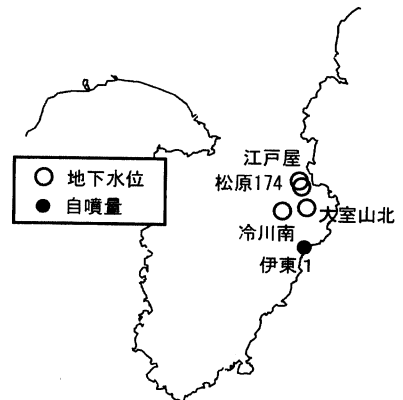 江戸屋
松原174
大室山北
冷川南
伊東1
地下水位
自噴量